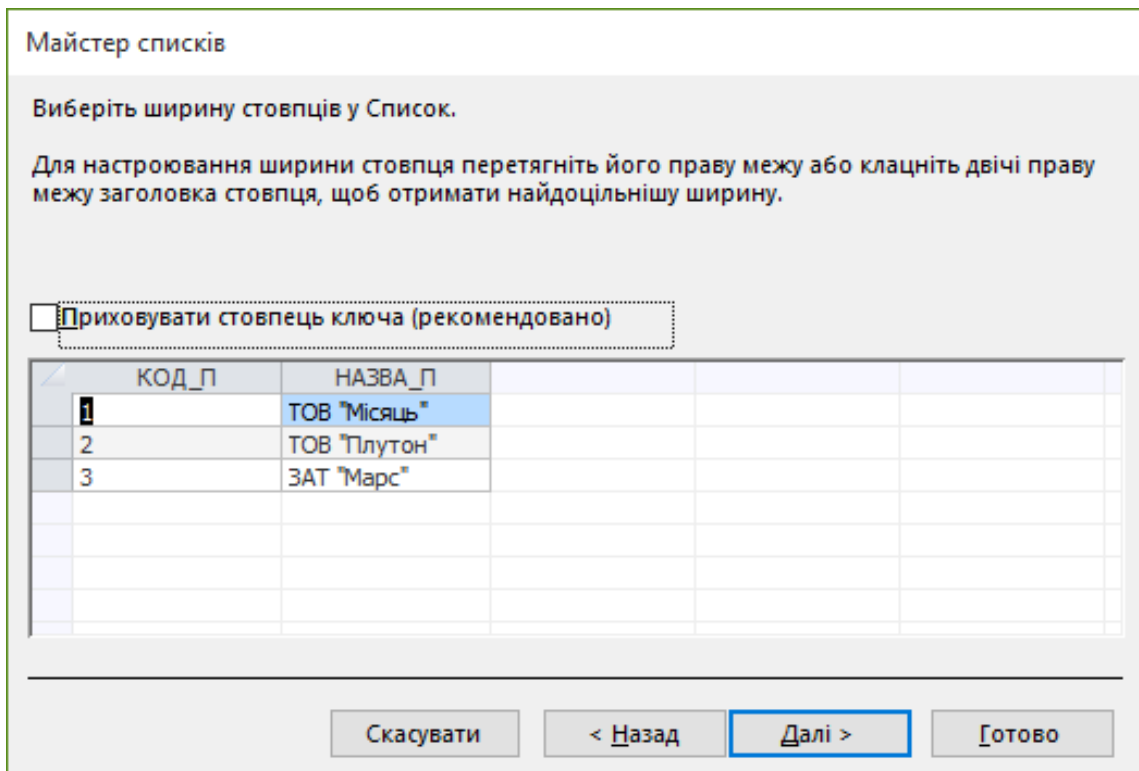 Майстер списків
Виберіть ширину стовпців у Список.
Для настроювання ширини стовпця перетягніть його праву межу або клацніть двічі праву
межу заголовка стовпця, щоб отримати найдоцільнішу ширину.
Приховувати стовпець ключа (рекомендовано)
КОД_П НАЗВА_П
1 ТОВ "Місяць"
2 ТОВ "Плутон"
3 ЗАТ "Марс"
Скасувати < Назад Далі > Готово